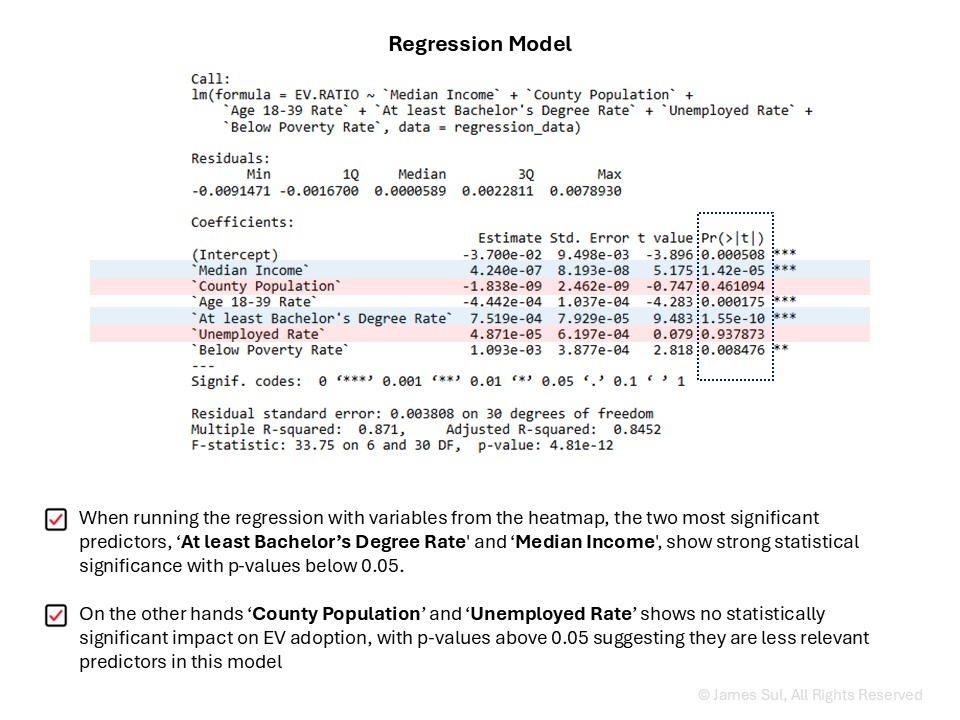 Regression Model
Call:
lm(formula = EV.RATIO ~ `Median Income` + `County Population` +
`Age 18-39 Rate` + `At least Bachelor's Degree Rate` + `Unemployed Rate` +
`Below Poverty Rate`, data = regression_data)
Residuals:
Min 1Q Median 3Q Max
-0.0091471 -0.0016700 0.0000589 0.0022811 0.0078930
Coefficients:
Estimate Std. Error t value Pr(>|t|)
(Intercept) -3.700e-02 9.498e-03 -3.896 0.000508 ***
`Median Income` 4.240e-07 8.193e-08 5.175 1.42e-05 ***
`County Population` -1.838e-09 2.462e-09 -0.747 0.461094
`Age 18-39 Rate` -4.442e-04 1.037e-04 -4.283 0.000175 ***
`At least Bachelor's Degree Rate` 7.519e-04 7.929e-05 9.483 1.55e-10 ***
`Unemployed Rate` 4.871e-05 6.197e-04 0.079 0.937873
`Below Poverty Rate` 1.093e-03 3.877e-04 2.818 0.008476 **
---
Signif. codes: 0 ‘***’ 0.001 ‘**’ 0.01 ‘*’ 0.05 ‘.’ 0.1 ‘ ’ 1
Residual standard error: 0.003808 on 30 degrees of freedom
Multiple R-squared: 0.871, Adjusted R-squared: 0.8452
F-statistic: 33.75 on 6 and 30 DF, p-value: 4.81e-12
When running the regression with variables from the heatmap, the two most significant
predictors, ‘At least Bachelor’s Degree Rate' and ‘Median Income', show strong statistical
significance with p-values below 0.05.
On the other hands ‘County Population’ and ‘Unemployed Rate’ shows no statistically
significant impact on EV adoption, with p-values above 0.05 suggesting they are less relevant
predictors in this model
© James Sul, All Rights Reserved